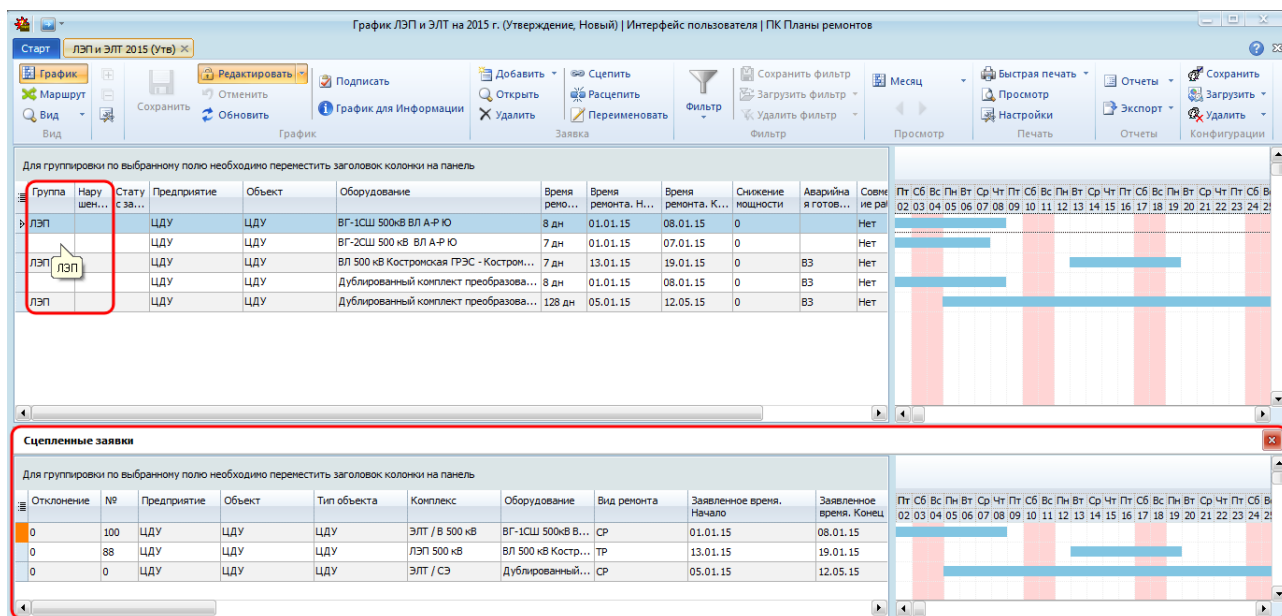 График ЛЭП и ЭЛТ на 2015 г. (Утверждение, Новый) | Интерфейс пользователя | ПК Планы ремонтов
Старт ЛЭП и ЭЛТ 2015 (Утв)
График Редактировать Подписать Добавить Сцепить Сохранить фильтр Месяц Быстрая печать Отчеты Сохранить
Маршрут Сохранить Отменить График для Информации Открыть Расцепить Фильтр Загрузить фильтр Просмотр Экспорт Загрузить
Вид Обновить Удалить Переименовать Удалить фильтр Настройки Удалить
Вид График Заявка Фильтр Просмотр Печать Отчеты Конфигурации
Для группировки по выбранному полю необходимо переместить заголовок колонки на панель
Группа Нару Стату Предприятие Объект Оборудование Время Время Время Снижение Аварийна Совме Пт Сб Вс Пн Вт Ср Чт Пт Сб Вс Пн Вт Ср Чт Пт Сб Вс Пн Вт Ср Чт Пт Сб Вс
шен... с за... ремо... ремонта. Н... ремонта. К... мощности я готов... ие ра 02 03 04 05 06 07 08 09 10 11 12 13 14 15 16 17 18 19 20 21 22 23 24
ЛЭП ЦДУ ЦДУ ВГ-1СШ 500кВ ВЛ А-Р Ю 8 дн 01.01.15 08.01.15 0 Нет
ЦДУ ЦДУ ВГ-2СШ 500 кВ ВЛ А-Р Ю 7 дн 01.01.15 07.01.15 0 Нет
ЛЭП ЦДУ ЦДУ ВЛ 500 кВ Костромская ГРЭС - Костром... 7 дн 13.01.15 19.01.15 0 ВЗ Нет
ЛЭП
ЦДУ ЦДУ Дублированный комплект преобразова... 8 дн 01.01.15 08.01.15 0 ВЗ Нет
ЛЭП ЦДУ ЦДУ Дублированный комплект преобразова... 128 дн 05.01.15 12.05.15 0 ВЗ Нет
Сцепленные заявки
Для группировки по выбранному полю необходимо переместить заголовок колонки на панель
Отклонение № Предприятие Объект Тип объекта Комплекс Оборудование Вид ремонта Заявленное время. Заявленное Пт Сб Вс Пн Вт Ср Чт Пт Сб Вс Пн Вт Ср Чт Пт Сб Вс Пн Вт Ср Чт Пт Сб
Начало время. Конец 02 03 04 05 06 07 08 09 10 11 12 13 14 15 16 17 18 19 20 21 22 23 24
0 100 ЦДУ ЦДУ ЦДУ ЭЛТ / В 500 кВ ВГ-1СШ 500кВ В... СР 01.01.15 08.01.15
0 88 ЦДУ ЦДУ ЦДУ ЛЭП 500 кВ ВЛ 500 кВ Костр... ТР 13.01.15 19.01.15
0 0 ЦДУ ЦДУ ЦДУ ЭЛТ / СЭ Дублированный... СР 05.01.15 12.05.15